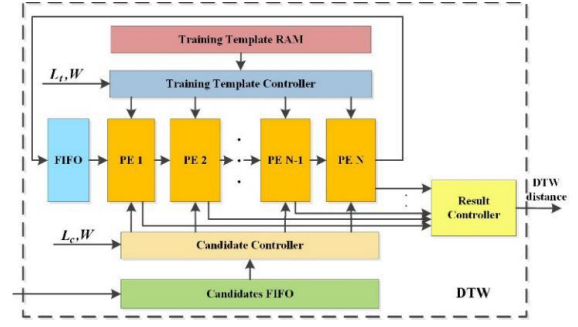 Training Template RAM
L_t,W
Training Template Controller
FIFO
PE 1
PE 2
PE N-1
PE N
DTW
distance
Result
Controller
L_c,W
Candidate Controller
Candidates FIFO
DTW